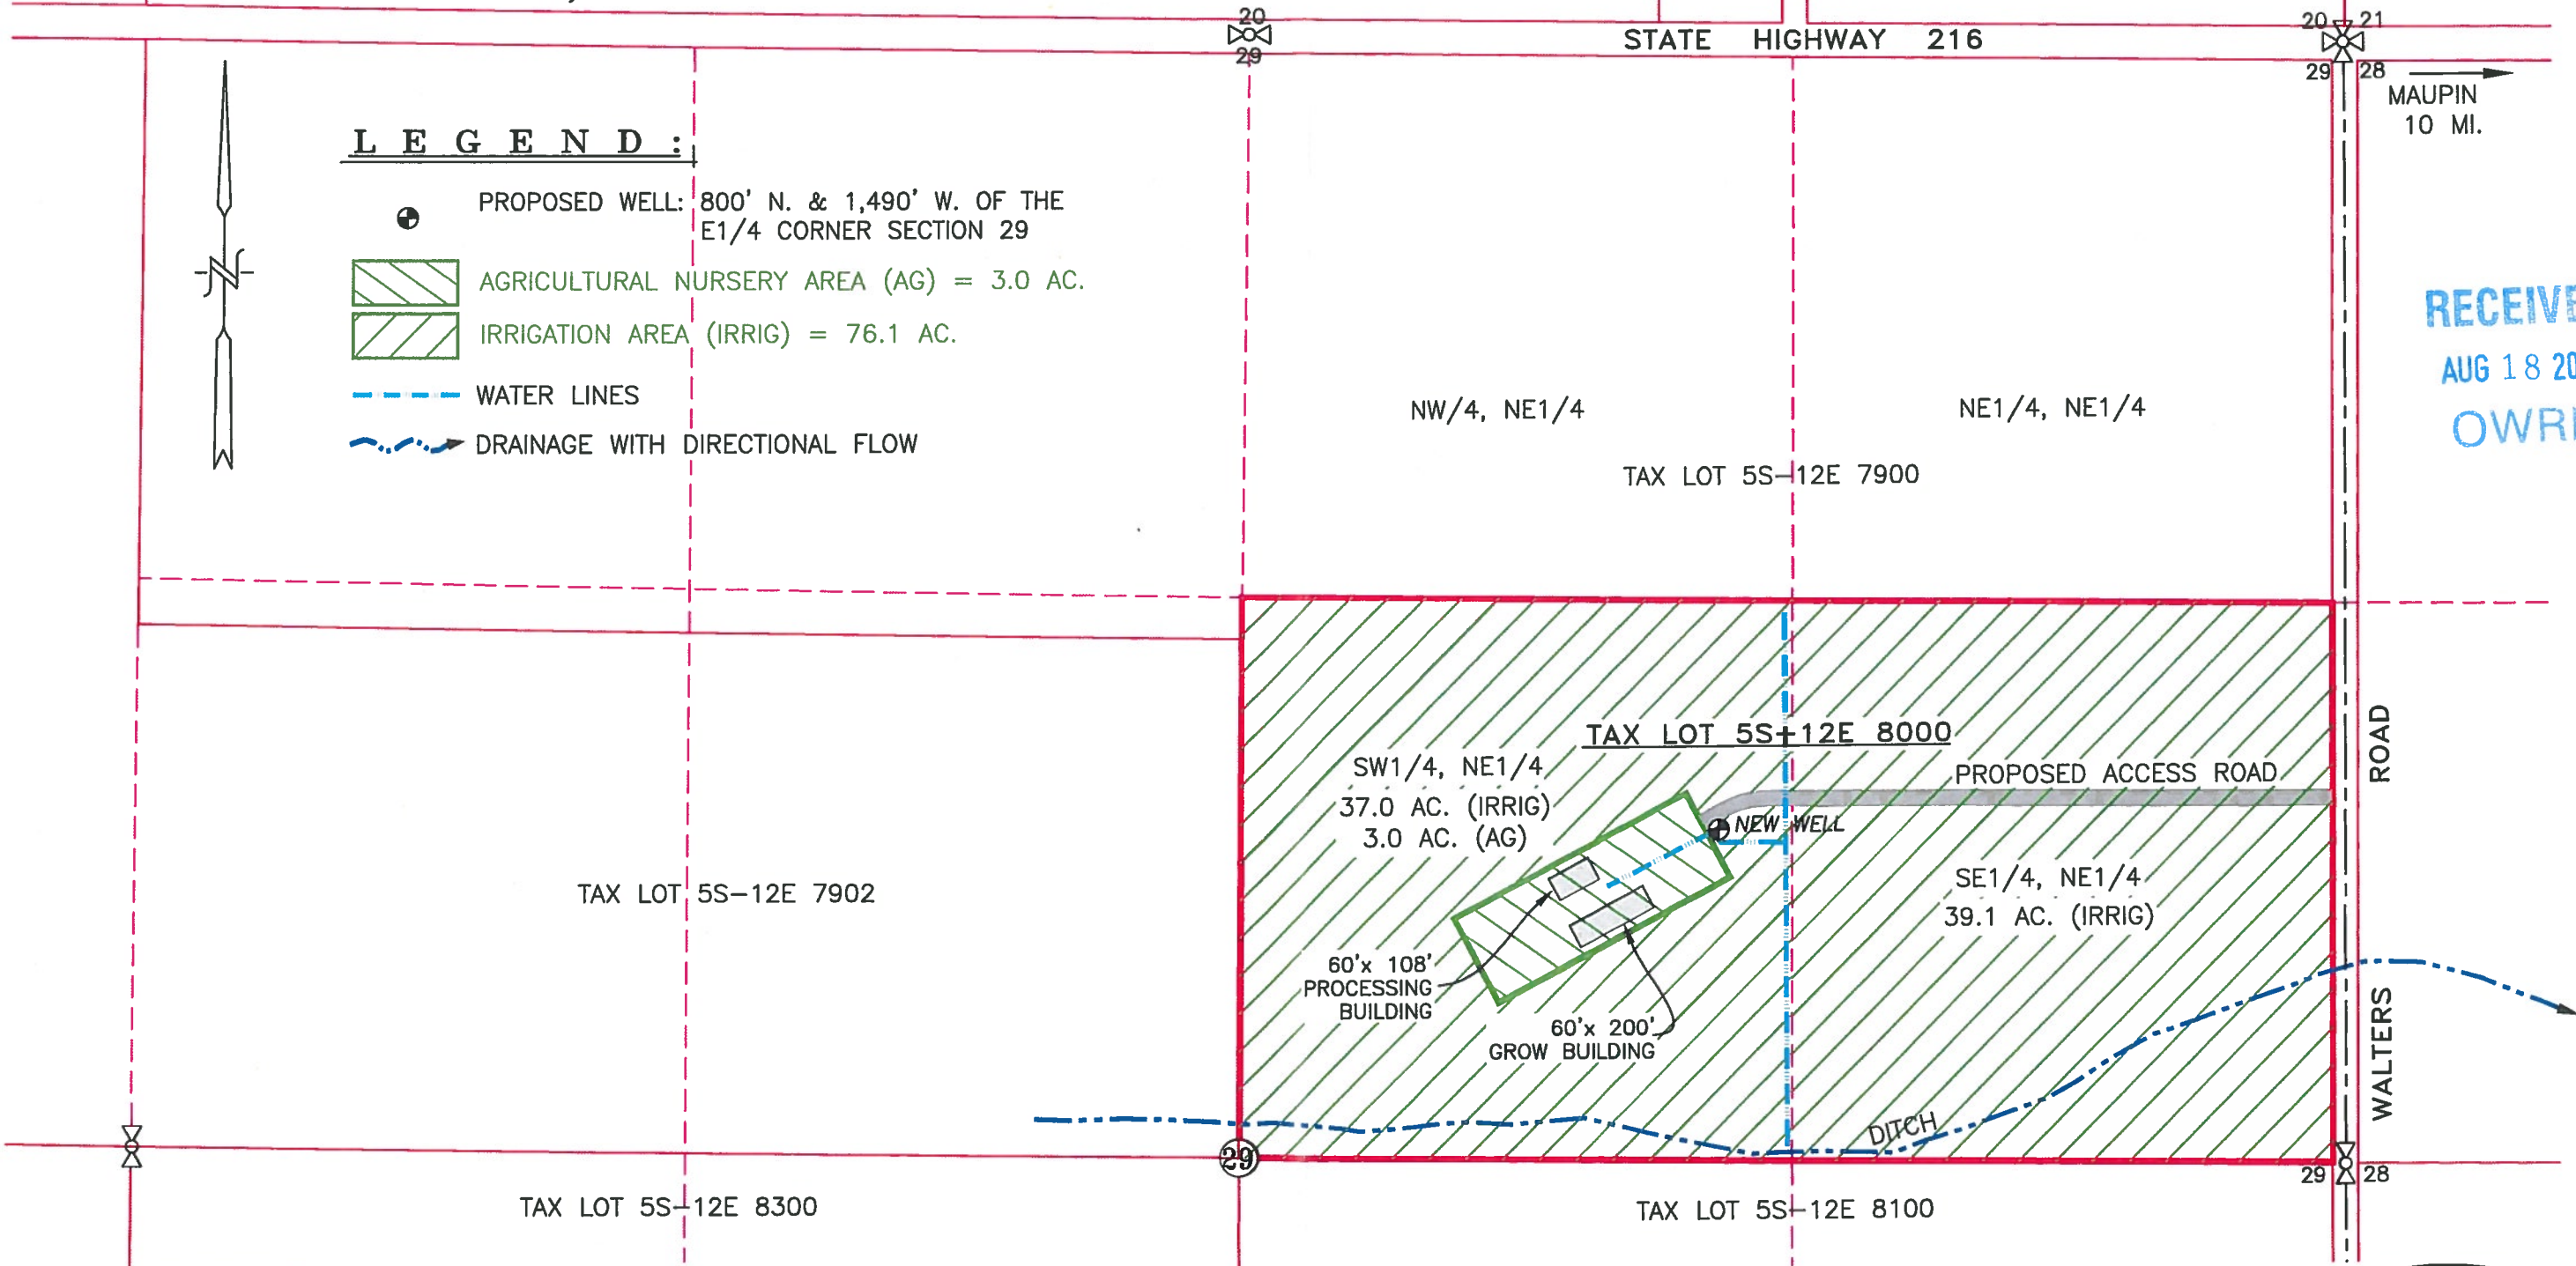 20
29
STATE HIGHWAY 216
20 21
29 28
MAUPIN
10 MI.
LEGEND:
PROPOSED WELL: 800' N. & 1,490' W. OF THE
E1/4 CORNER SECTION 29
AGRICULTURAL NURSERY AREA (AG) = 3.0 AC.
IRRIGATION AREA (IRRIG) = 76.1 AC.
WATER LINES
DRAINAGE WITH DIRECTIONAL FLOW
N
RECEIVE
AUG 18 20
OWR
NW/4, NE1/4
NE1/4, NE1/4
TAX LOT 5S-12E 7900
TAX LOT 5S-12E 8000
SW1/4, NE1/4
37.0 AC. (IRRIG)
3.0 AC. (AG)
PROPOSED ACCESS ROAD
NEW WELL
SE1/4, NE1/4
39.1 AC. (IRRIG)
TAX LOT 5S-12E 7902
60'x 108'
PROCESSING
BUILDING
60'x 200'
GROW BUILDING
DITCH
WALTERS ROAD
29
29 28
TAX LOT 5S-12E 8300
TAX LOT 5S-12E 8100